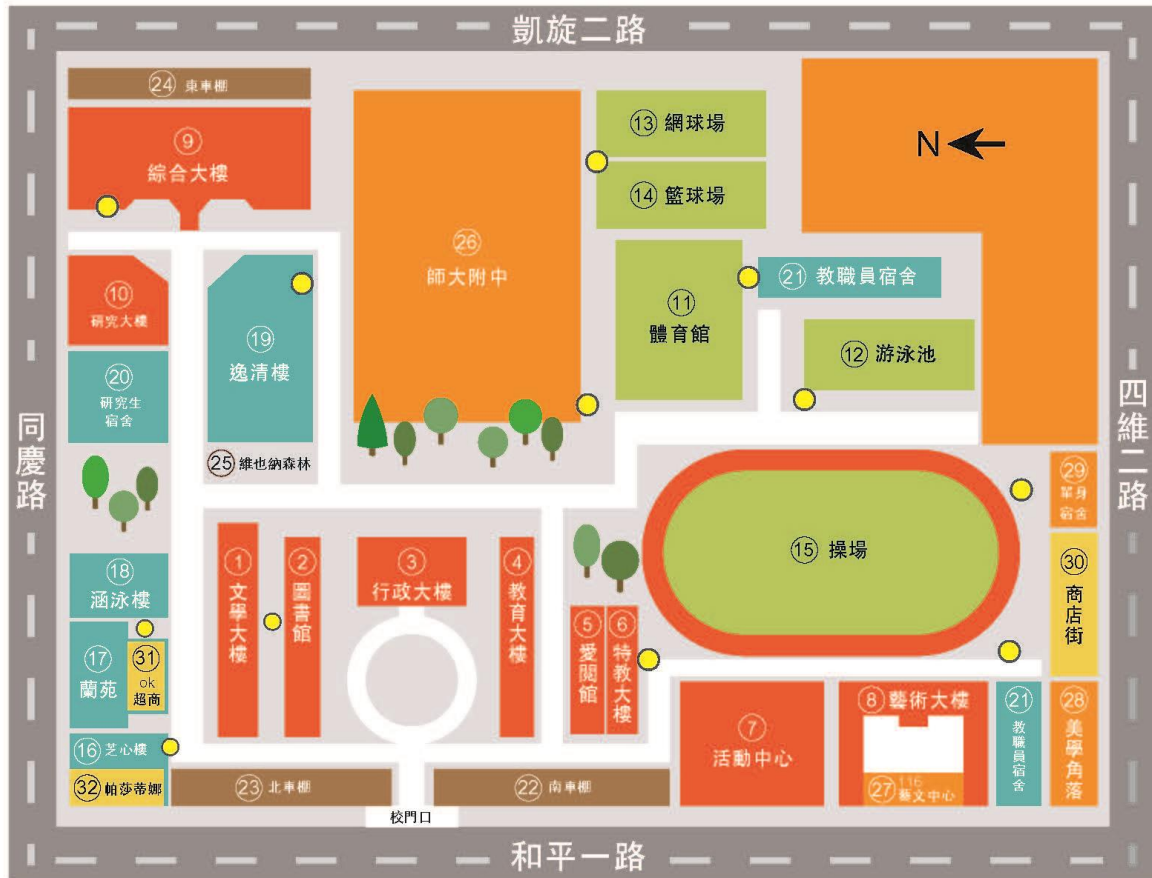 凱旋二路
㉔ 東車棚
⑨
綜合大樓
⑬ 網球場
⑭ 籃球場
N
㉖
師大附中
⑩
研究大樓
⑲
逸清樓
⑪
體育館
㉑ 教職員宿舍
⑫ 游泳池
⑳
研究生
宿舍
同慶路
四維二路
㉕ 維也納森林
㉙
單身
宿舍
①
文學大樓
②
圖書館
③
行政大樓
④
教育大樓
⑮ 操場
㉚
商店街
⑱
涵泳樓
⑤
愛閱館
⑥
特教大樓
⑰
蘭苑
㉛
ok
超商
⑦
活動中心
⑧ 藝術大樓
116
㉗ 藝文中心
㉑
教職員宿舍
㉘
美學角落
⑯ 芝心樓
㉜ 帕莎蒂娜
㉓ 北車棚
㉒ 南車棚
校門口
和平一路